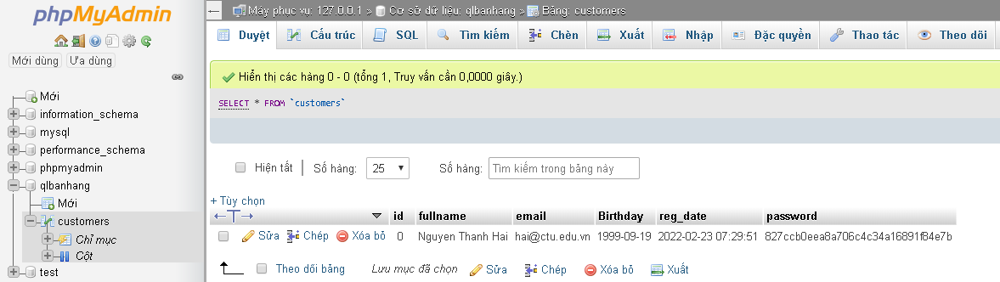 phpMyAdmin
Mới dùng Ưa dùng
Mới
information_schema
mysql
performance_schema
phpmyadmin
qlbanhang
Mới
customers
Chỉ mục
Cột
test
Máy phục vụ: 127.0.0.1 » Cơ sở dữ liệu: qlbanhang » Bảng: customers
Duyệt Cấu trúc SQL Tìm kiếm Chèn Xuất Nhập Đặc quyền Thao tác Theo dõi
Hiển thị các hàng 0 - 0 (tổng 1, Truy vấn cần 0,0000 giây.)
SELECT * FROM `customers`
Hiện tất Số hàng: 25 Số hàng: Tìm kiếm trong bảng này
+ Tùy chọn
id fullname email Birthday reg_date password
Sửa Chép Xóa bỏ 0 Nguyen Thanh Hai hai@ctu.edu.vn 1999-09-19 2022-02-23 07:29:51 827ccb0eea8a706c4c34a16891f84e7b
Theo dõi bảng Lưu mục đã chọn Sửa Chép Xóa bỏ Xuất